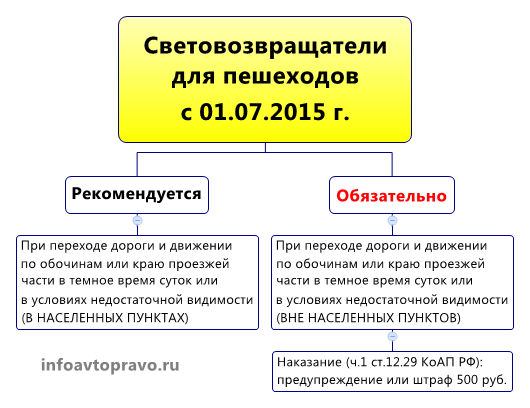 Световозвращатели
для пешеходов
с 01.07.2015 г.
Рекомендуется
Обязательно
При переходе дороги и движении
по обочинам или краю проезжей
части в темное время суток или
в условиях недостаточной видимости
(В НАСЕЛЕННЫХ ПУНКТАХ)
При переходе дороги и движении
по обочинам или краю проезжей
части в темное время суток или
в условиях недостаточной видимости
(ВНЕ НАСЕЛЕННЫХ ПУНКТОВ)
Наказание (ч.1 ст.12.29 КоАП РФ):
предупреждение или штраф 500 руб.
infoavtopravo.ru